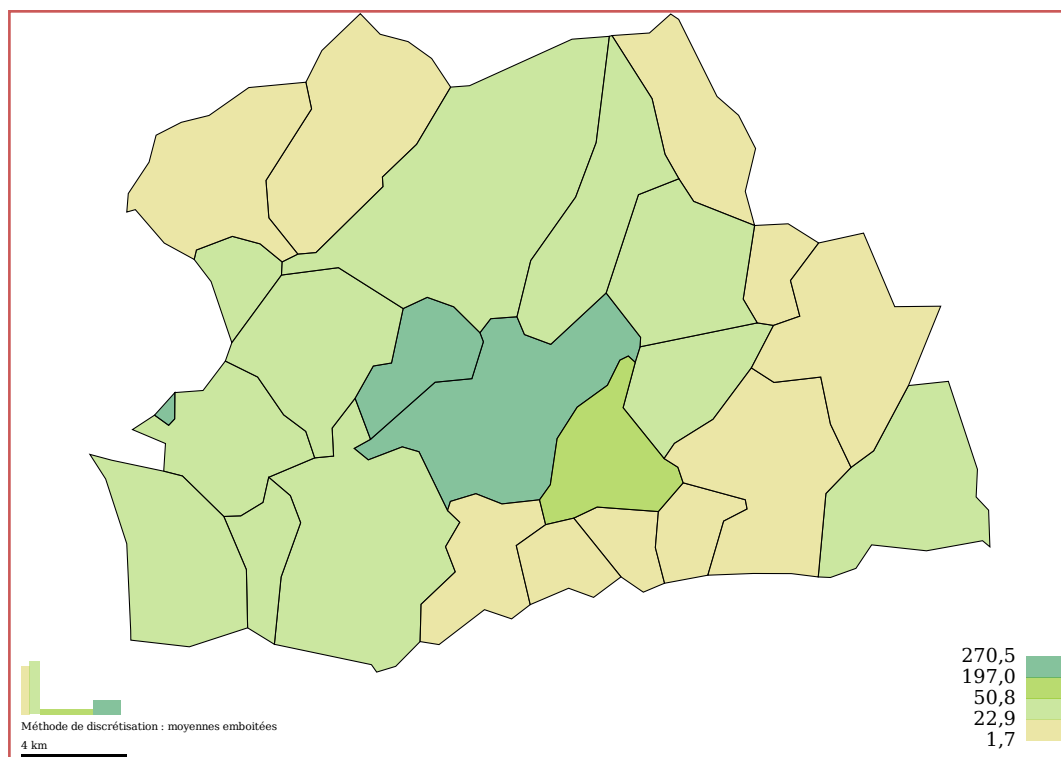 270,5
197,0
50,8
22,9
1,7
Méthode de discrétisation : moyennes emboitées
4 km